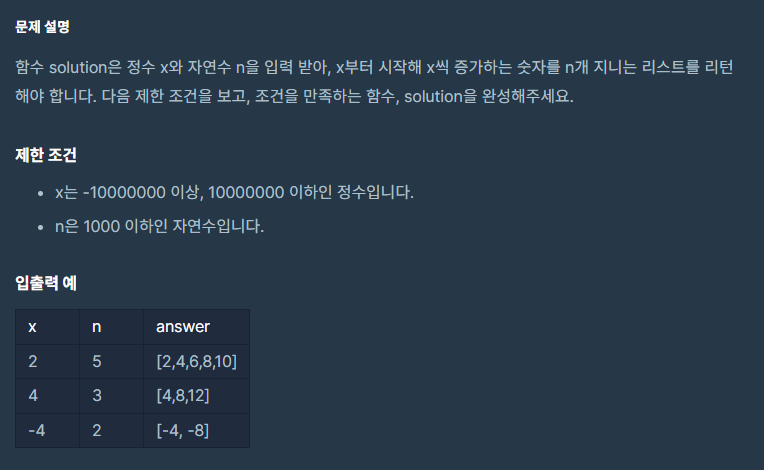 문제 설명
함수 solution은 정수 x와 자연수 n을 입력 받아, x부터 시작해 x씩 증가하는 숫자를 n개 지니는 리스트를 리턴
해야 합니다. 다음 제한 조건을 보고, 조건을 만족하는 함수, solution을 완성해주세요.
제한 조건
• x는 -10000000 이상, 10000000 이하인 정수입니다.
• n은 1000 이하인 자연수입니다.
입출력 예
x n answer
2 5 [2,4,6,8,10]
4 3 [4,8,12]
-4 2 [-4, -8]